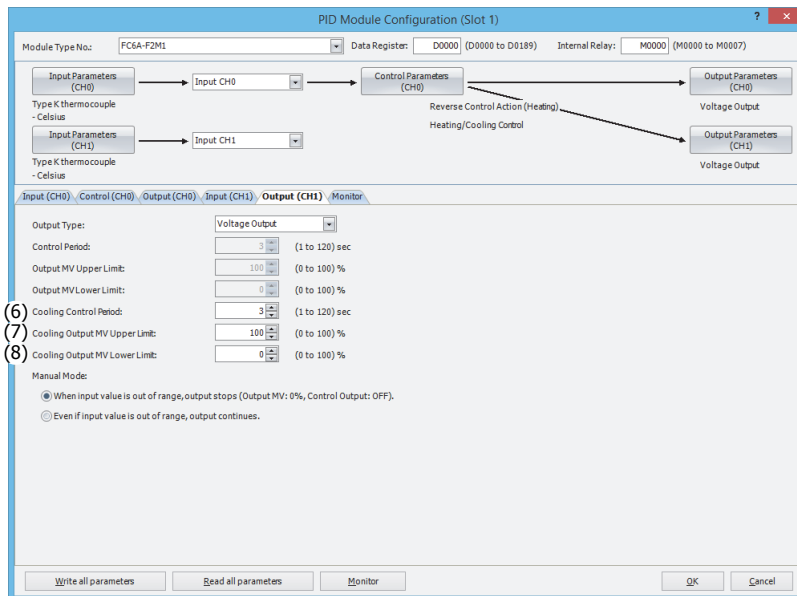 PID Module Configuration (Slot 1)
? ×
Module Type No.: FC6A-F2M1 Data Register: D0000 (D0000 to D0189) Internal Relay: M0000 (M0000 to M0007)
Input Parameters
(CH0)
Input CH0
Control Parameters
(CH0)
Output Parameters
(CH0)
Type K thermocouple
- Celsius
Reverse Control Action (Heating)
Heating/Cooling Control
Voltage Output
Input Parameters
(CH1)
Input CH1
Output Parameters
(CH1)
Type K thermocouple
- Celsius
Voltage Output
Input (CH0) Control (CH0) Output (CH0) Input (CH1) Output (CH1) Monitor
Output Type: Voltage Output
Control Period: 3 (1 to 120) sec
Output MV Upper Limit: 100 (0 to 100) %
Output MV Lower Limit: 0 (0 to 100) %
(6) Cooling Control Period: 3 (1 to 120) sec
(7) Cooling Output MV Upper Limit: 100 (0 to 100) %
(8) Cooling Output MV Lower Limit: 0 (0 to 100) %
Manual Mode:
When input value is out of range, output stops (Output MV: 0%, Control Output: OFF).
Even if input value is out of range, output continues.
Write all parameters Read all parameters Monitor OK Cancel